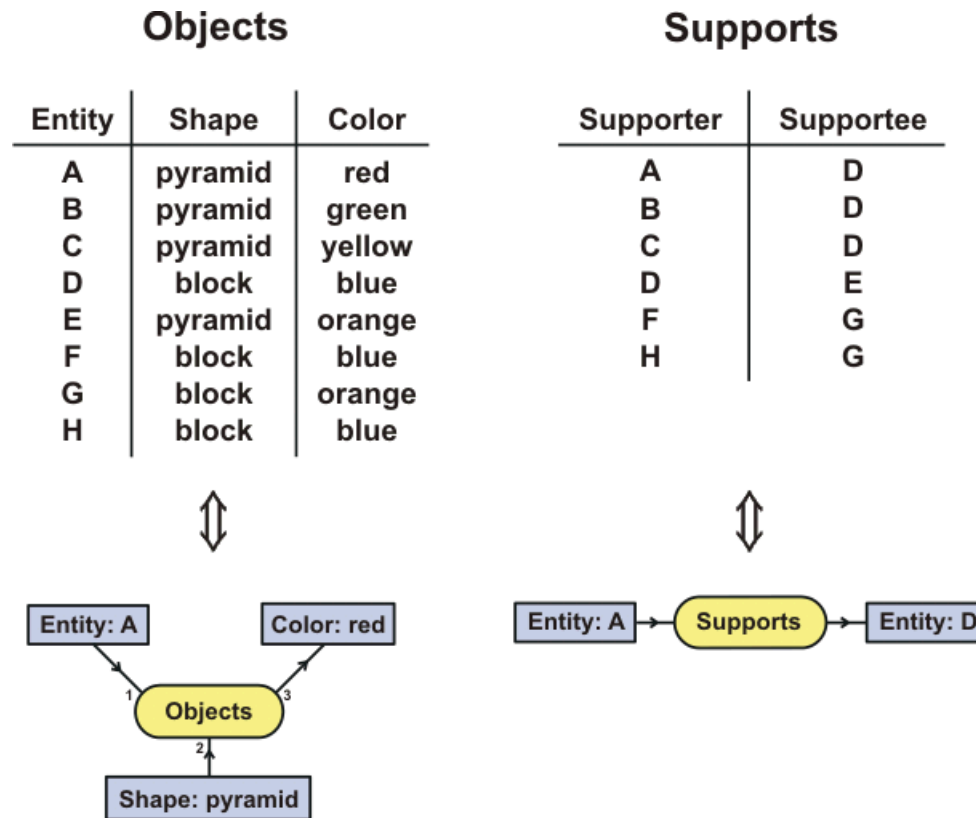 Objects
Entity Shape Color
A pyramid red
B pyramid green
C pyramid yellow
D block blue
E pyramid orange
F block blue
G block orange
H block blue
Supports
Supporter Supportee
A D
B D
C D
D E
F G
H G
Entity: A
Color: red
1
3
Objects
2
Shape: pyramid
Entity: A
Supports
Entity: D